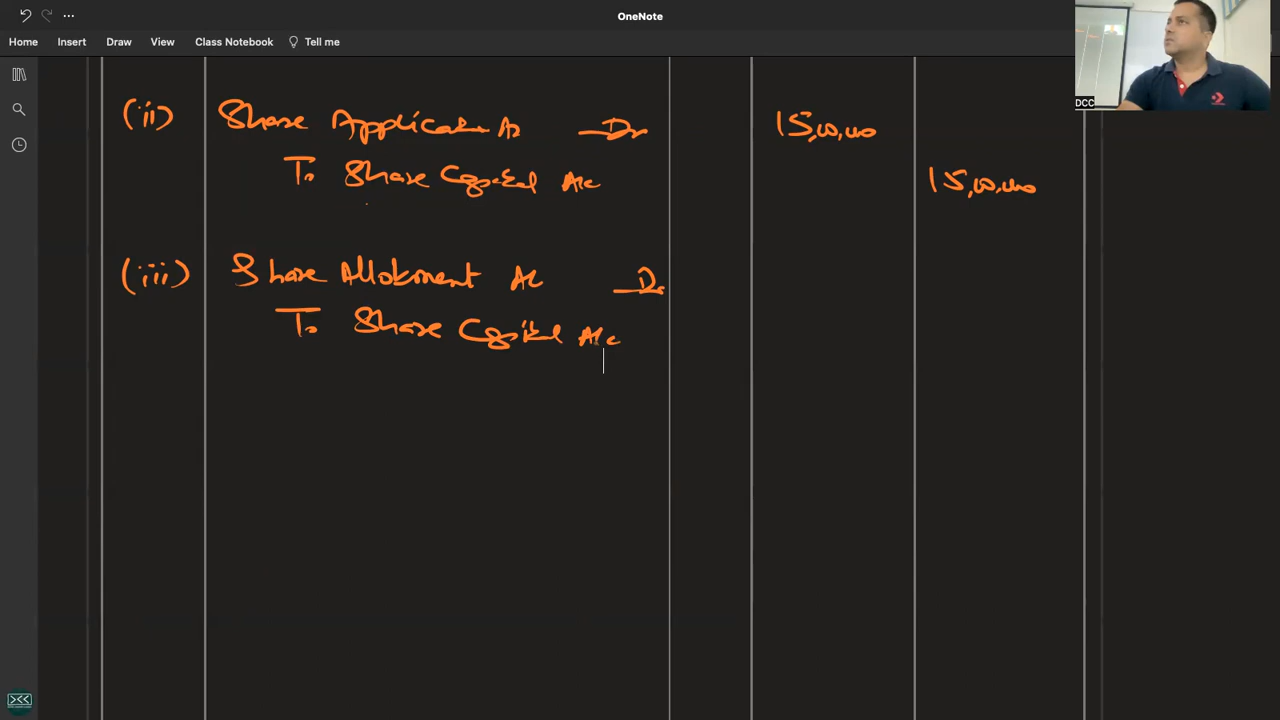 OneNote
Home Insert Draw View Class Notebook Tell me
DCC
(ii) Share Application A/c Dr 15,00,000
To Share Capital A/c 15,00,000
(iii) Share Allotment A/c Dr
To Share Capital A/c